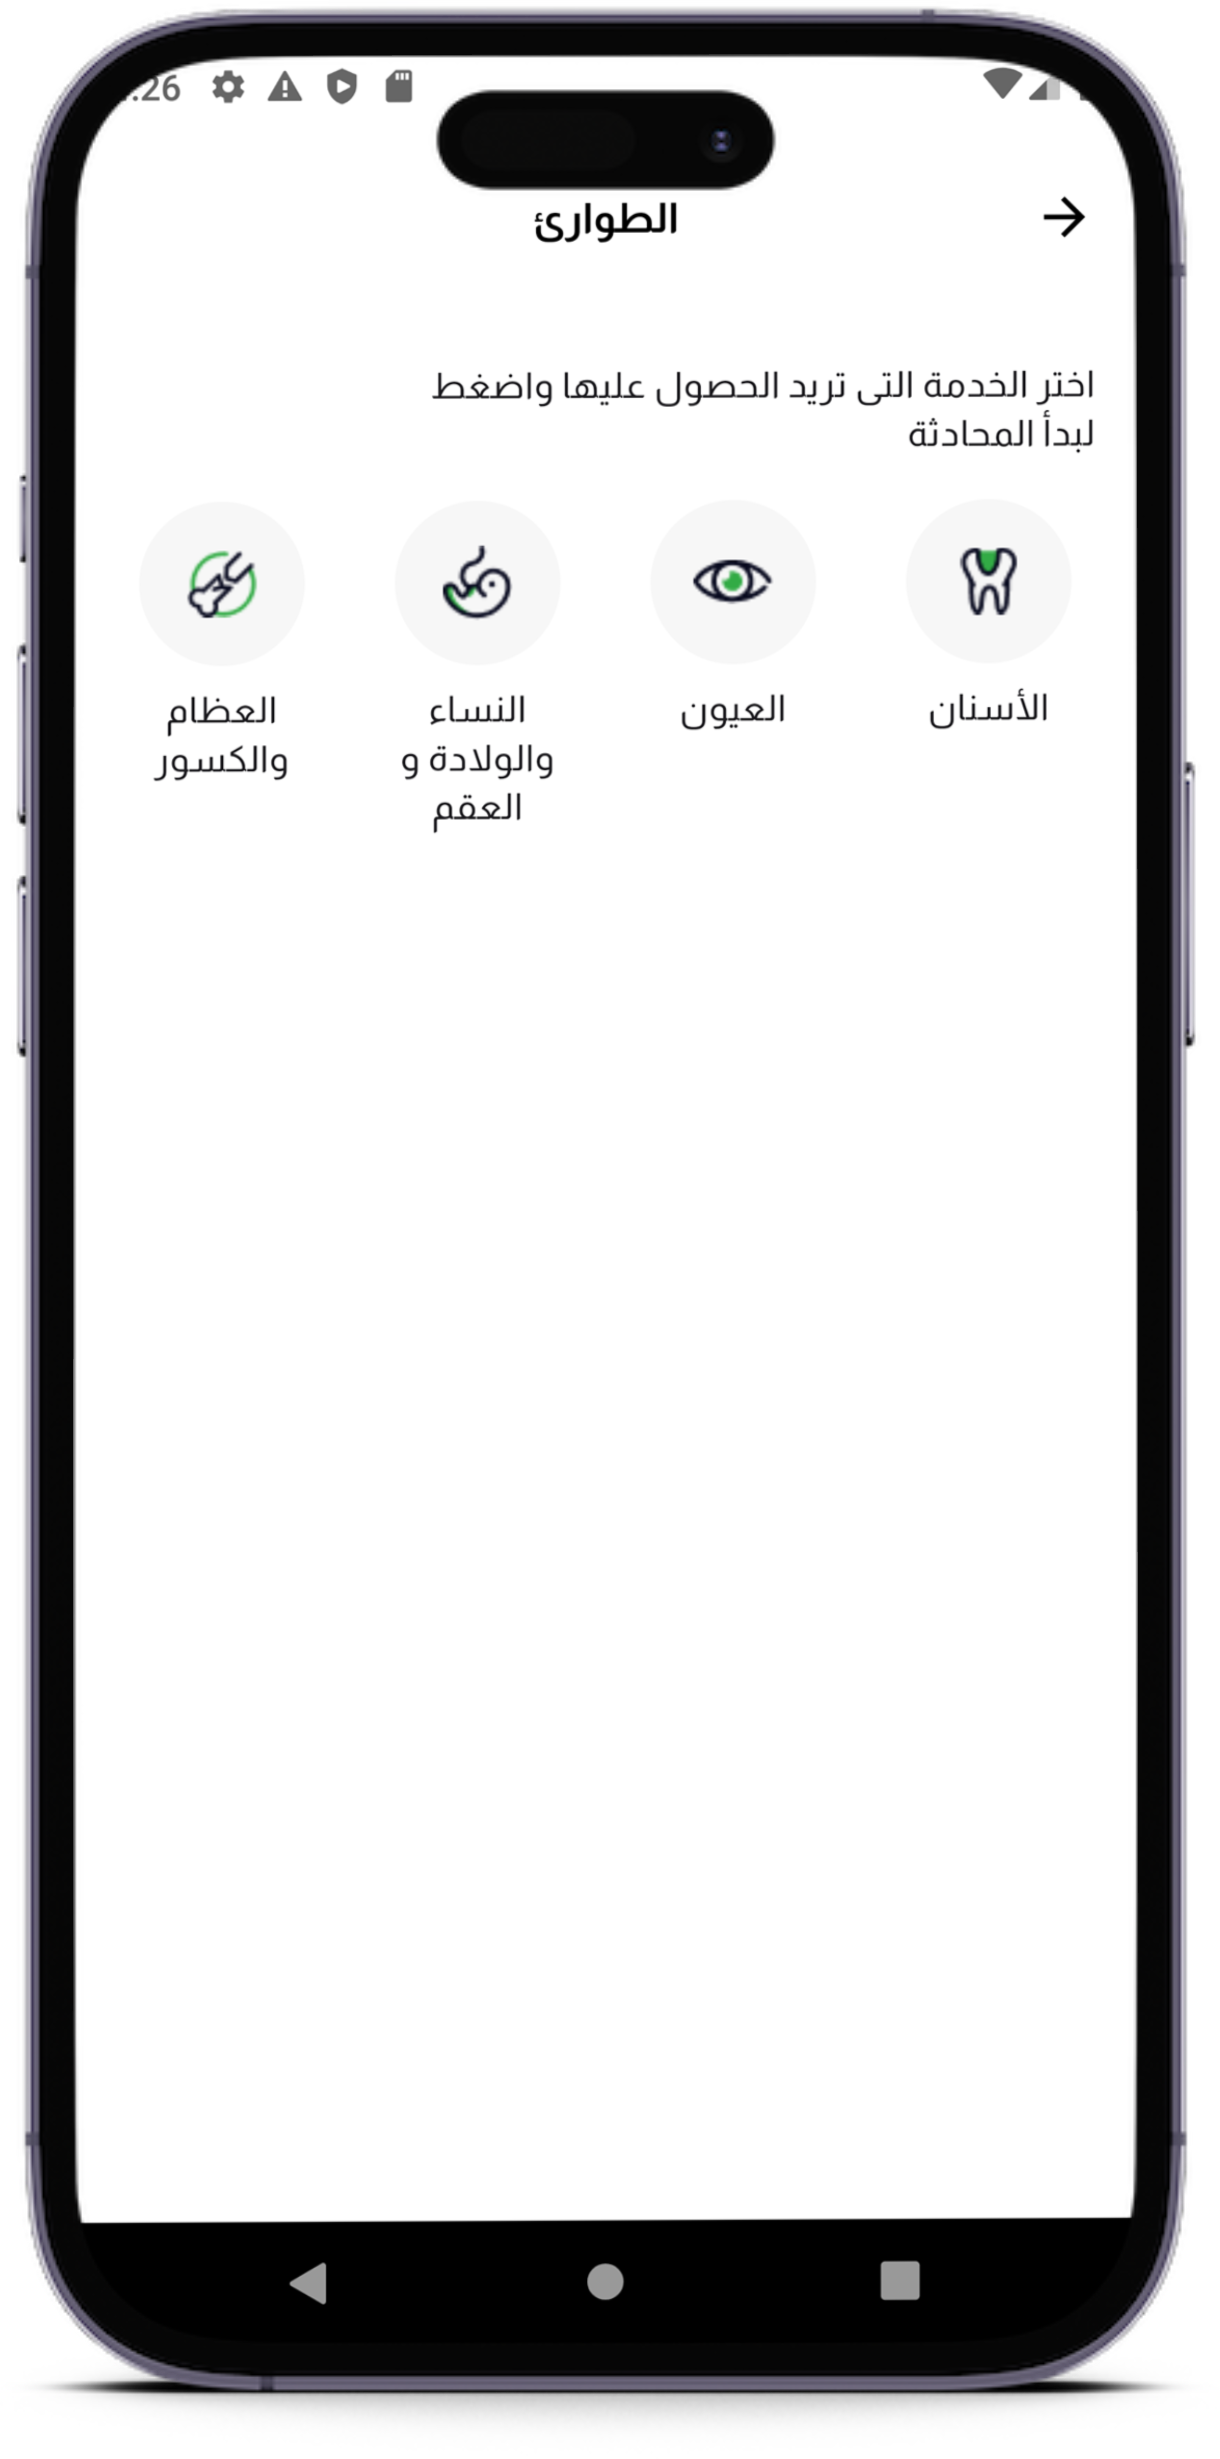 26
الطوارئ
اختر الخدمة التى تريد الحصول عليها واضغط
لبدأ المحادثة
الأسنان
العيون
النساء
والولادة و
العقم
العظام
والكسور